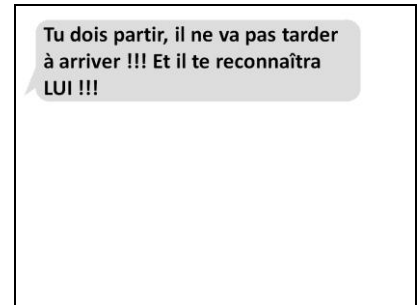 Tu dois partir, il ne va pas tarder
à arriver !!! Et il te reconnaîtra
LUI !!!